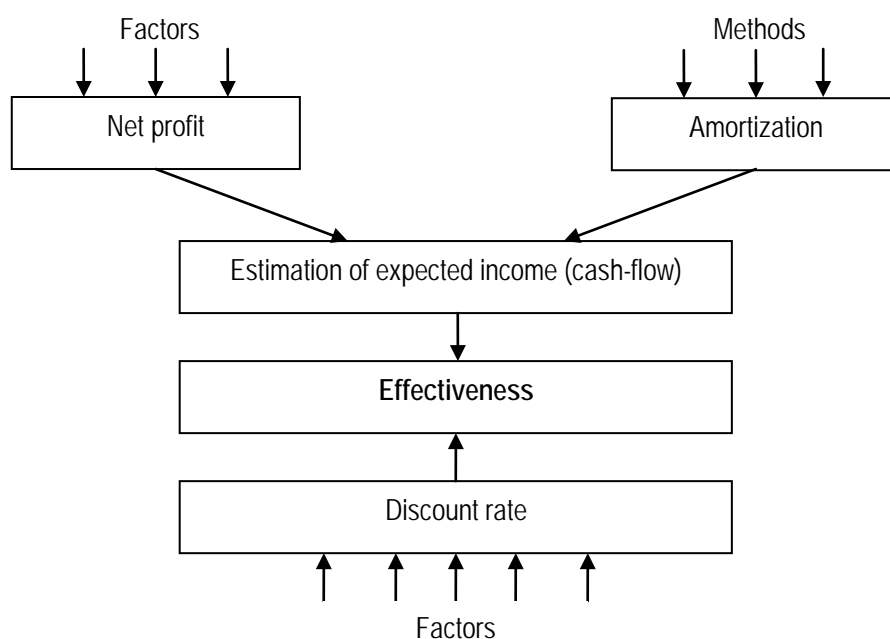 Factors
Methods
Net profit
Amortization
Estimation of expected income (cash-flow)
Effectiveness
Discount rate
Factors